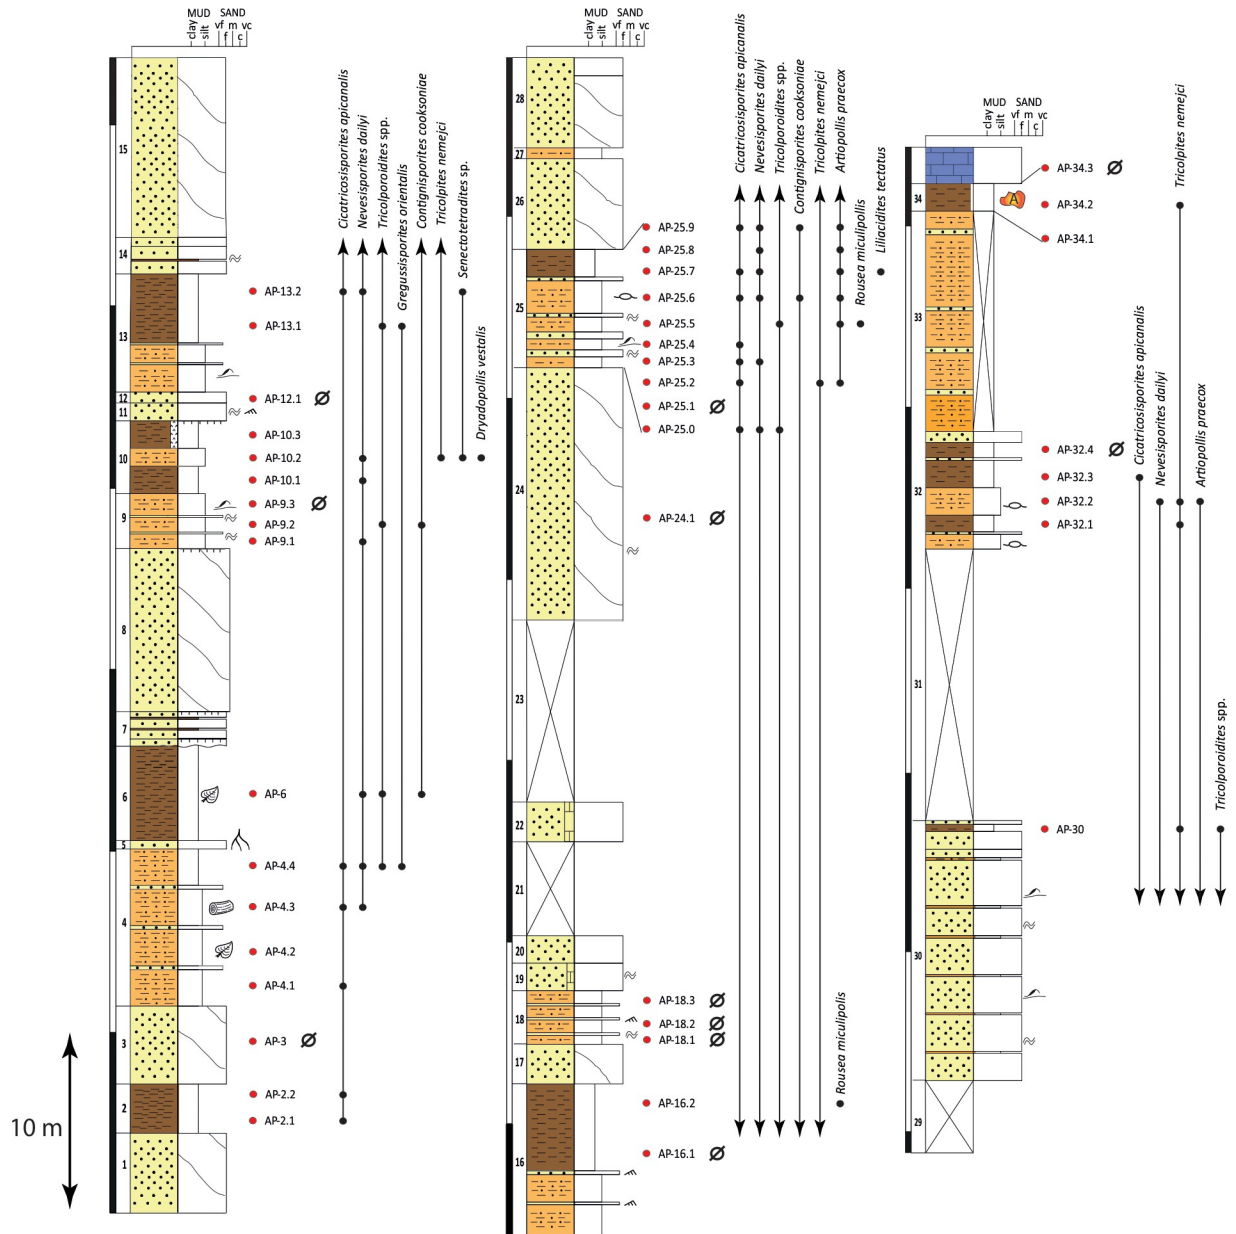 MUD SAND
clay silt vf f m c vc
Cicatricosisporites apicanalis
Nevesisporites dailyi
Tricolporoidites spp.
Gregussisporites orientalis
Contignisporites cooksoniae
Tricolpites nemejci
Senectotetradites sp.
Dryadopollis vestalis
15
14
13
12
11
10
9
8
7
6
5
4
3
2
1
AP-13.2
AP-13.1
AP-12.1 Ø
AP-10.3
AP-10.2
AP-10.1
AP-9.3 Ø
AP-9.2
AP-9.1
AP-6
AP-4.4
AP-4.3
AP-4.2
AP-4.1
AP-3 Ø
AP-2.2
AP-2.1
10 m
MUD SAND
clay silt vf f m c vc
Cicatricosisporites apicanalis
Nevesisporites dailyi
Tricolporoidites spp.
Contignisporites cooksoniae
Tricolpites nemejci
Artiopollis praecox
Rousea miculipollis
Liliacidites tectatus
28
27
26
25
24
23
22
21
20
19
18
17
16
AP-25.9
AP-25.8
AP-25.7
AP-25.6
AP-25.5
AP-25.4
AP-25.3
AP-25.2
AP-25.1 Ø
AP-25.0
AP-24.1 Ø
AP-18.3 Ø
AP-18.2 Ø
AP-18.1 Ø
AP-16.2
AP-16.1 Ø
Rousea miculipolis
MUD SAND
clay silt vf f m c vc
Tricolpites nemejci
Cicatricosisporites apicanalis
Nevesisporites dailyi
Artiopollis praecox
Tricolporoidites spp.
34
33
32
31
30
29
A
AP-34.3 Ø
AP-34.2
AP-34.1
AP-32.4 Ø
AP-32.3
AP-32.2
AP-32.1
AP-30